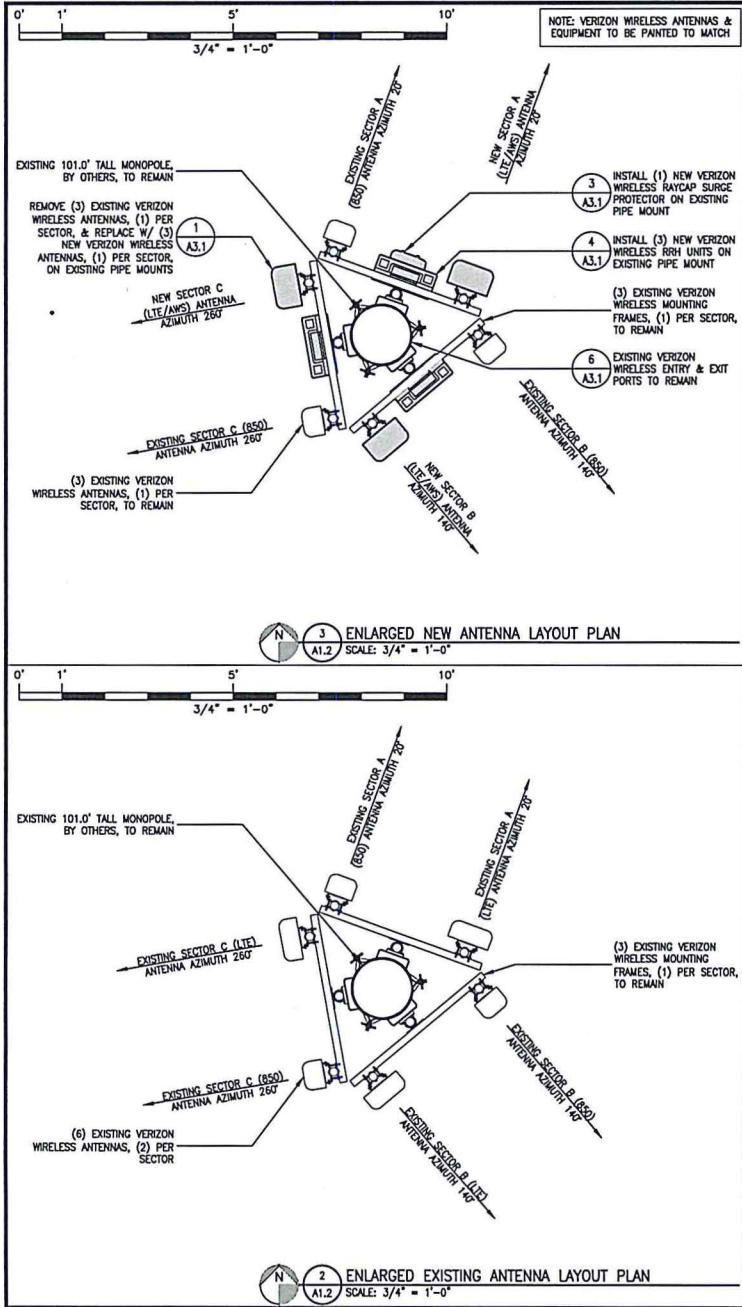 0' 1' 5' 10'
3/4" = 1'-0"
NOTE: VERIZON WIRELESS ANTENNAS &
EQUIPMENT TO BE PAINTED TO MATCH
EXISTING SECTOR A
(850) ANTENNA AZIMUTH 20°
NEW SECTOR A
(LTE/AWS) ANTENNA
AZIMUTH 20°
EXISTING 101.0' TALL MONOPOLE,
BY OTHERS, TO REMAIN
REMOVE (3) EXISTING VERIZON
WIRELESS ANTENNAS, (1) PER
SECTOR, & REPLACE W/ (3)
NEW VERIZON WIRELESS
ANTENNAS, (1) PER SECTOR,
ON EXISTING PIPE MOUNTS
1
A3.1
3
A3.1
INSTALL (1) NEW VERIZON
WIRELESS RAYCAP SURGE
PROTECTOR ON EXISTING
PIPE MOUNT
4
A3.1
INSTALL (3) NEW VERIZON
WIRELESS RRH UNITS ON
EXISTING PIPE MOUNT
(3) EXISTING VERIZON
WIRELESS MOUNTING
FRAMES, (1) PER SECTOR,
TO REMAIN
6
A3.1
EXISTING VERIZON
WIRELESS ENTRY & EXIT
PORTS TO REMAIN
NEW SECTOR C
(LTE/AWS) ANTENNA
AZIMUTH 260°
EXISTING SECTOR C (850)
ANTENNA AZIMUTH 260°
EXISTING SECTOR B (850)
ANTENNA AZIMUTH 140°
NEW SECTOR B
(LTE/AWS) ANTENNA
AZIMUTH 140°
(3) EXISTING VERIZON
WIRELESS ANTENNAS, (1) PER
SECTOR, TO REMAIN
N
3
A1.2
ENLARGED NEW ANTENNA LAYOUT PLAN
SCALE: 3/4" = 1'-0"
0' 1' 5' 10'
3/4" = 1'-0"
EXISTING SECTOR A
(850) ANTENNA AZIMUTH 20°
EXISTING SECTOR A
(LTE) ANTENNA AZIMUTH 20°
EXISTING 101.0' TALL MONOPOLE,
BY OTHERS, TO REMAIN
EXISTING SECTOR C (LTE)
ANTENNA AZIMUTH 260°
(3) EXISTING VERIZON
WIRELESS MOUNTING
FRAMES, (1) PER SECTOR,
TO REMAIN
EXISTING SECTOR B (850)
ANTENNA AZIMUTH 140°
EXISTING SECTOR C (850)
ANTENNA AZIMUTH 260°
EXISTING SECTOR B (LTE)
ANTENNA AZIMUTH 140°
(6) EXISTING VERIZON
WIRELESS ANTENNAS, (2) PER
SECTOR
N
2
A1.2
ENLARGED EXISTING ANTENNA LAYOUT PLAN
SCALE: 3/4" = 1'-0"